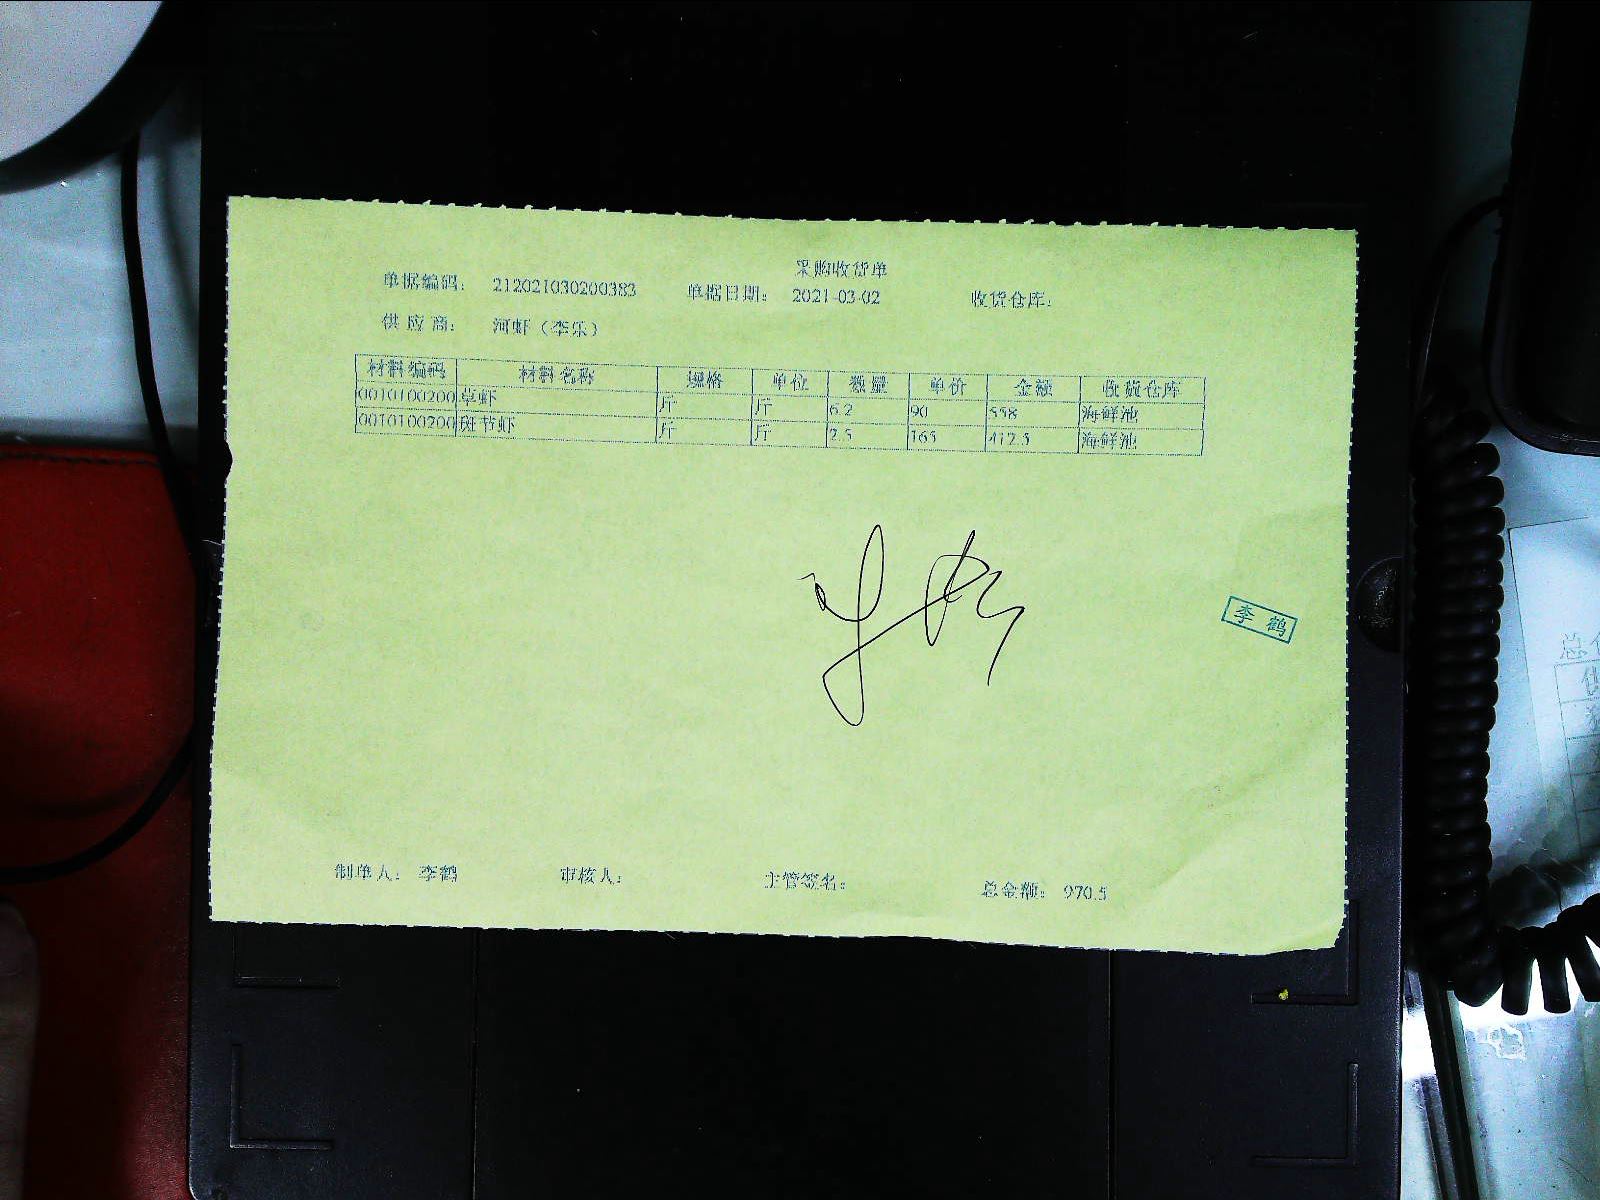 采购收货单
单据编码: 212021030200383 单据日期: 2021-03-02 收货仓库:
供应商: 河虾（李乐）
材料编码 材料名称 规格 单位 数量 单价 金额 收货仓库
0010100200 草虾 斤 斤 6.2 90 558 海鲜池
0010100200 斑节虾 斤 斤 2.5 165 412.5 海鲜池
李鹤
制单人: 李鹤 审核人: 主管签名: 总金额: 970.5